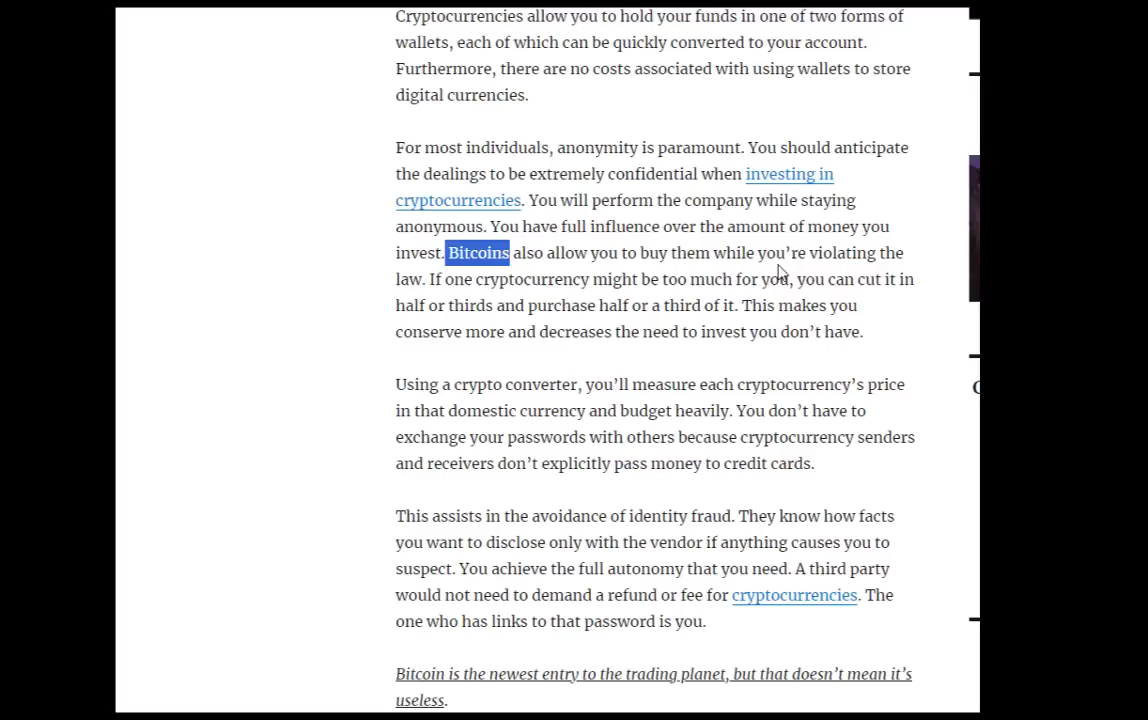 Cryptocurrencies allow you to hold your funds in one of two forms of
wallets, each of which can be quickly converted to your account.
Furthermore, there are no costs associated with using wallets to store
digital currencies.
For most individuals, anonymity is paramount. You should anticipate
the dealings to be extremely confidential when investing in
cryptocurrencies. You will perform the company while staying
anonymous. You have full influence over the amount of money you
invest. Bitcoins also allow you to buy them while you’re violating the
law. If one cryptocurrency might be too much for you, you can cut it in
half or thirds and purchase half or a third of it. This makes you
conserve more and decreases the need to invest you don’t have.
Using a crypto converter, you’ll measure each cryptocurrency’s price
in that domestic currency and budget heavily. You don’t have to
exchange your passwords with others because cryptocurrency senders
and receivers don’t explicitly pass money to credit cards.
This assists in the avoidance of identity fraud. They know how facts
you want to disclose only with the vendor if anything causes you to
suspect. You achieve the full autonomy that you need. A third party
would not need to demand a refund or fee for cryptocurrencies. The
one who has links to that password is you.
Bitcoin is the newest entry to the trading planet, but that doesn’t mean it’s
useless.